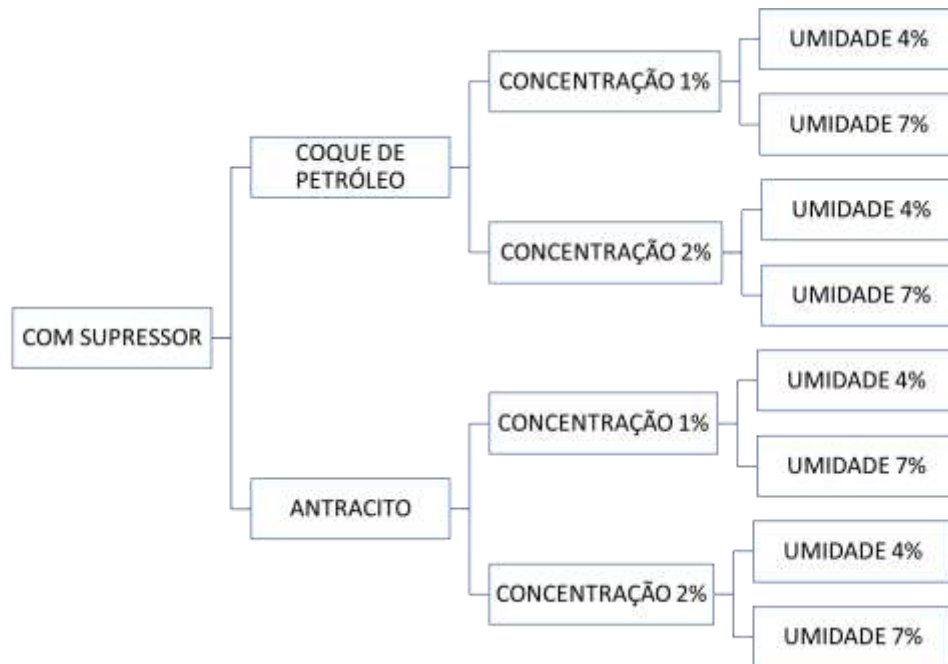 UMIDADE 4%
CONCENTRAÇÃO 1%
UMIDADE 7%
COQUE DE
PETRÓLEO
UMIDADE 4%
CONCENTRAÇÃO 2%
UMIDADE 7%
COM SUPRESSOR
UMIDADE 4%
CONCENTRAÇÃO 1%
UMIDADE 7%
ANTRACITO
UMIDADE 4%
CONCENTRAÇÃO 2%
UMIDADE 7%